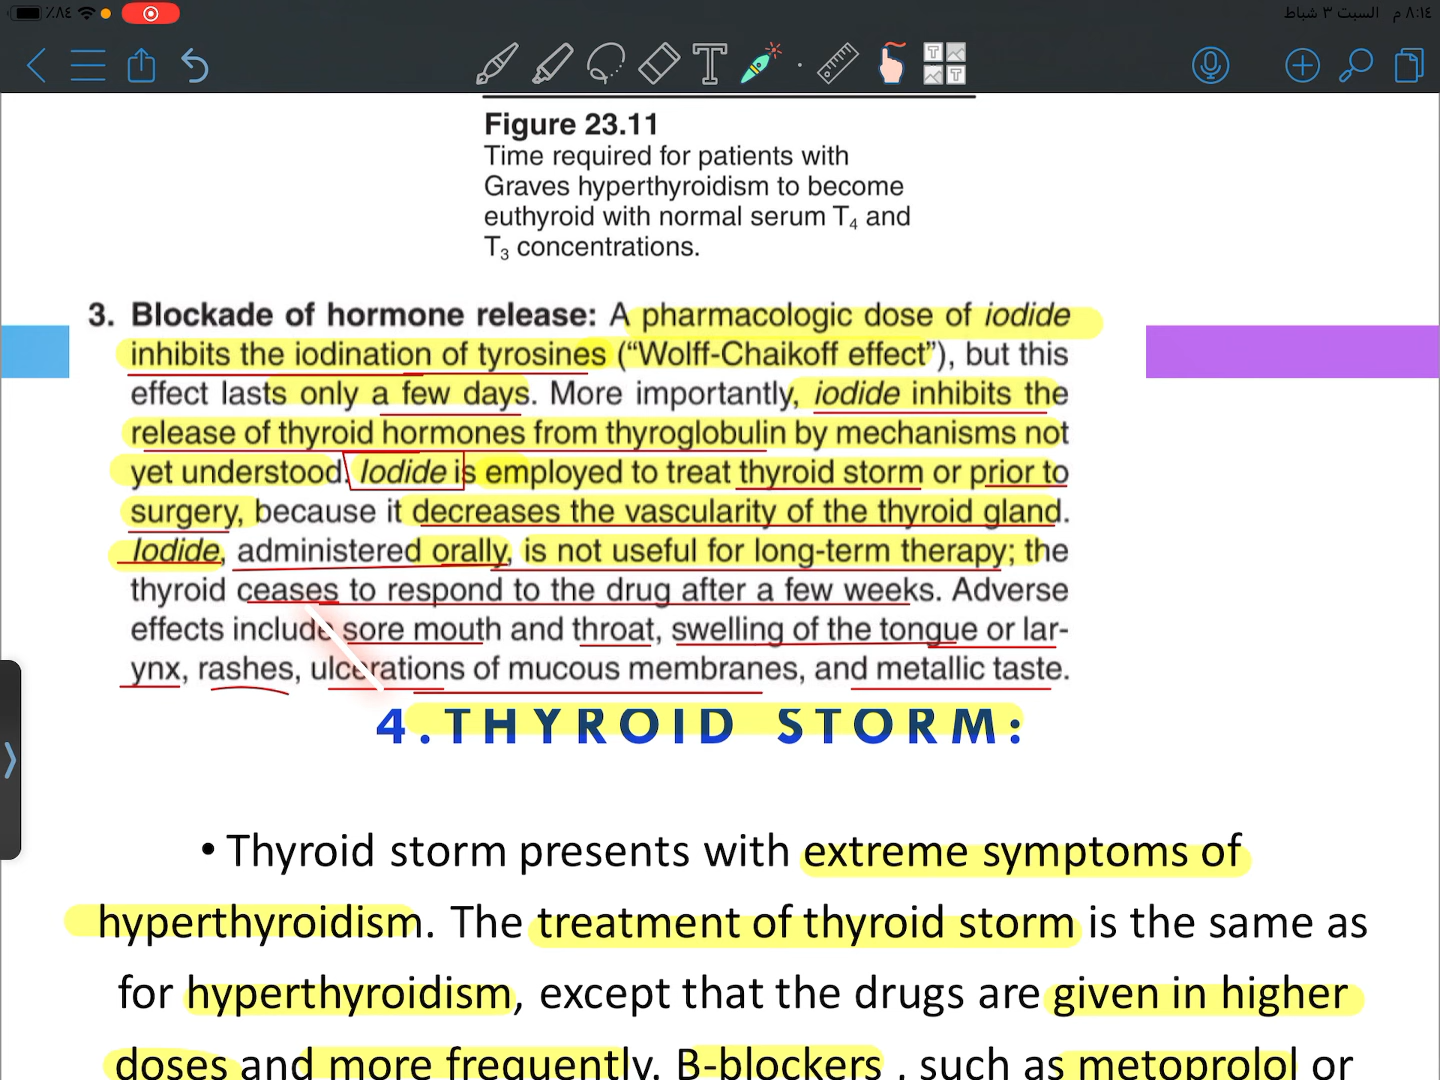 ٪٨٤
٨:١٤ م السبت ٣ شباط
Figure 23.11
Time required for patients with
Graves hyperthyroidism to become
euthyroid with normal serum T4 and
T3 concentrations.
3. Blockade of hormone release: A pharmacologic dose of iodide
inhibits the iodination of tyrosines (“Wolff-Chaikoff effect”), but this
effect lasts only a few days. More importantly, iodide inhibits the
release of thyroid hormones from thyroglobulin by mechanisms not
yet understood. Iodide is employed to treat thyroid storm or prior to
surgery, because it decreases the vascularity of the thyroid gland.
Iodide, administered orally, is not useful for long-term therapy; the
thyroid ceases to respond to the drug after a few weeks. Adverse
effects include sore mouth and throat, swelling of the tongue or lar-
ynx, rashes, ulcerations of mucous membranes, and metallic taste.
4. THYROID STORM:
• Thyroid storm presents with extreme symptoms of
hyperthyroidism. The treatment of thyroid storm is the same as
for hyperthyroidism, except that the drugs are given in higher
doses and more frequently. B-blockers , such as metoprolol or